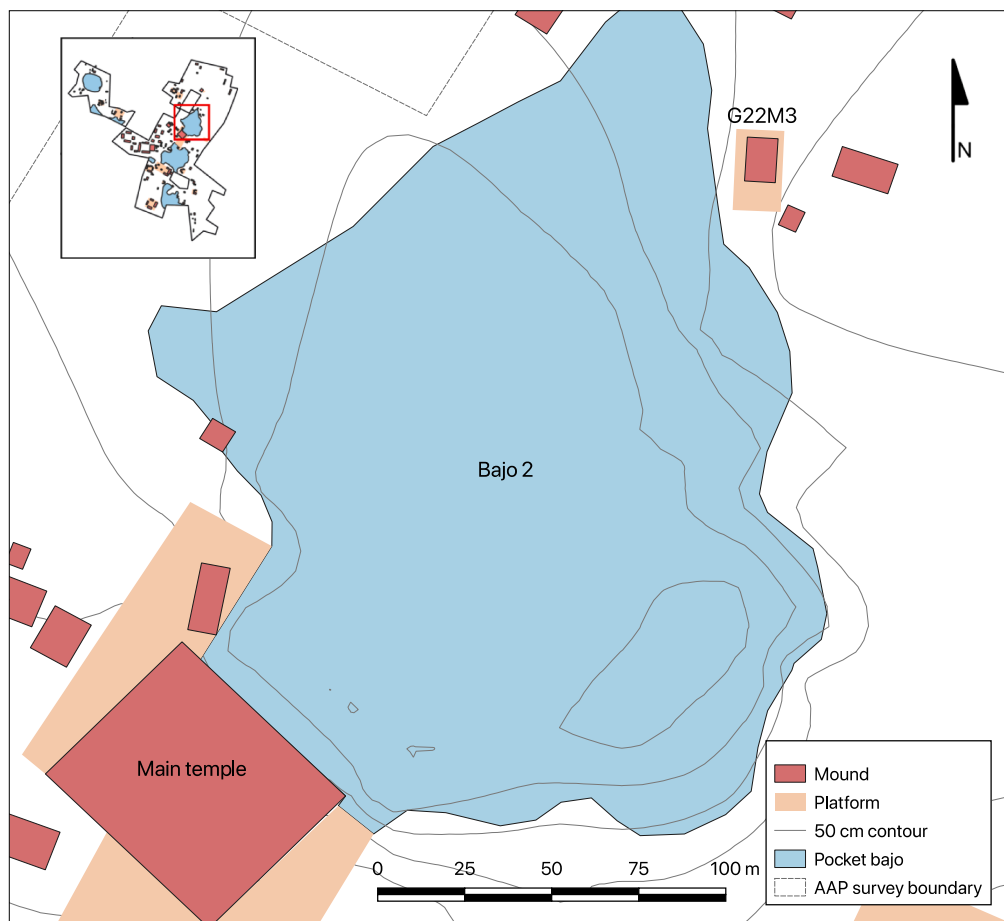 G22M3
N
Bajo 2
Main temple
0 25 50 75 100 m
Mound
Platform
50 cm contour
Pocket bajo
AAP survey boundary